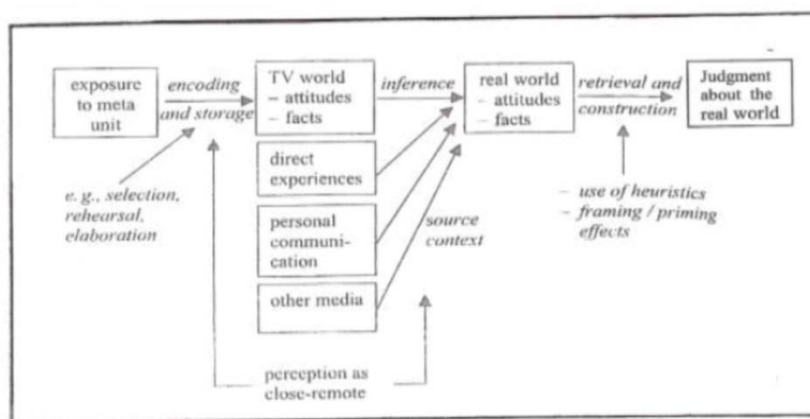 exposure
to meta
unit
encoding
and storage
e. g., selection,
rehearsal,
elaboration
TV world
– attitudes
– facts
direct
experiences
personal
communi-
cation
other media
inference
source
context
real world
– attitudes
– facts
retrieval and
construction
– use of heuristics
– framing / priming
effects
Judgment
about the
real world
perception as
close-remote